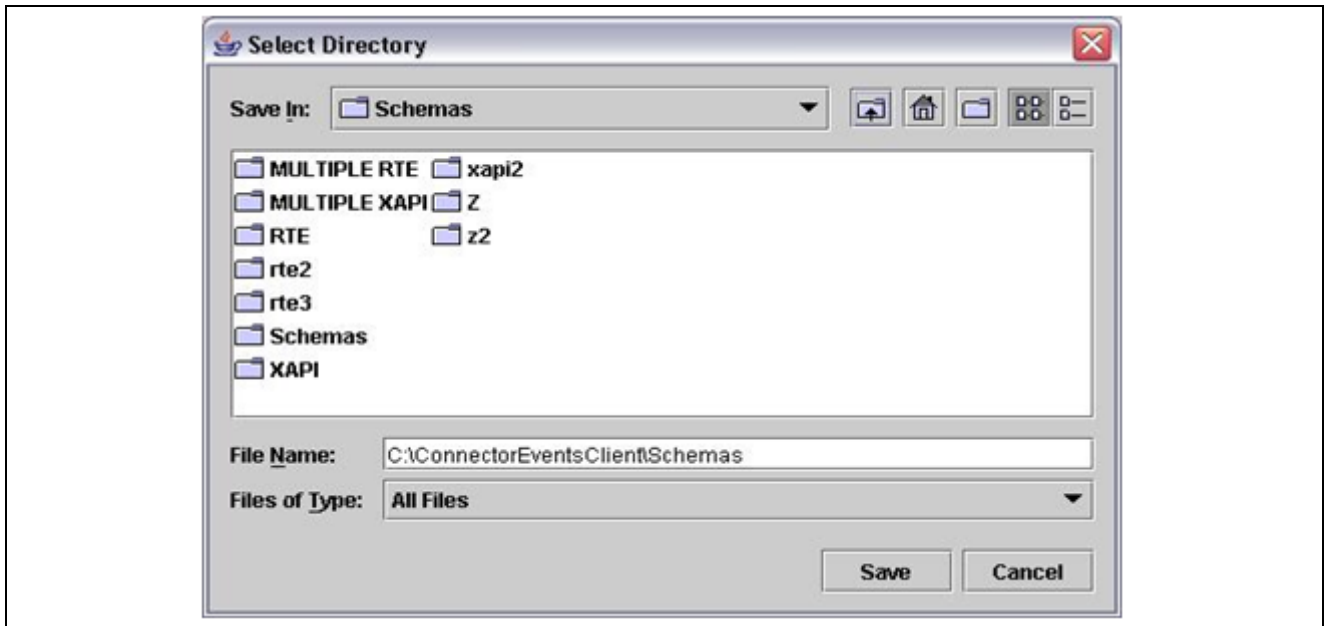 Select Directory
Save In: Schemas
MULTIPLE RTE xapi2
MULTIPLE XAPI Z
RTE z2
rte2
rte3
Schemas
XAPI
File Name: C:\ConnectorEventsClient\Schemas
Files of Type: All Files
Save Cancel